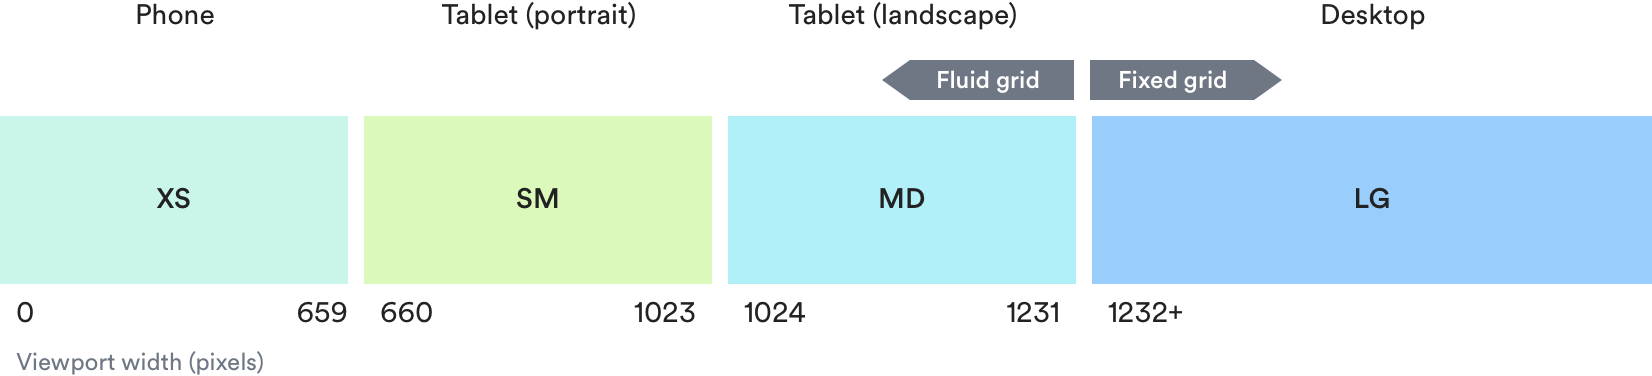 Phone Tablet (portrait) Tablet (landscape) Desktop
Fluid grid Fixed grid
XS SM MD LG
0 659 660 1023 1024 1231 1232+
Viewport width (pixels)